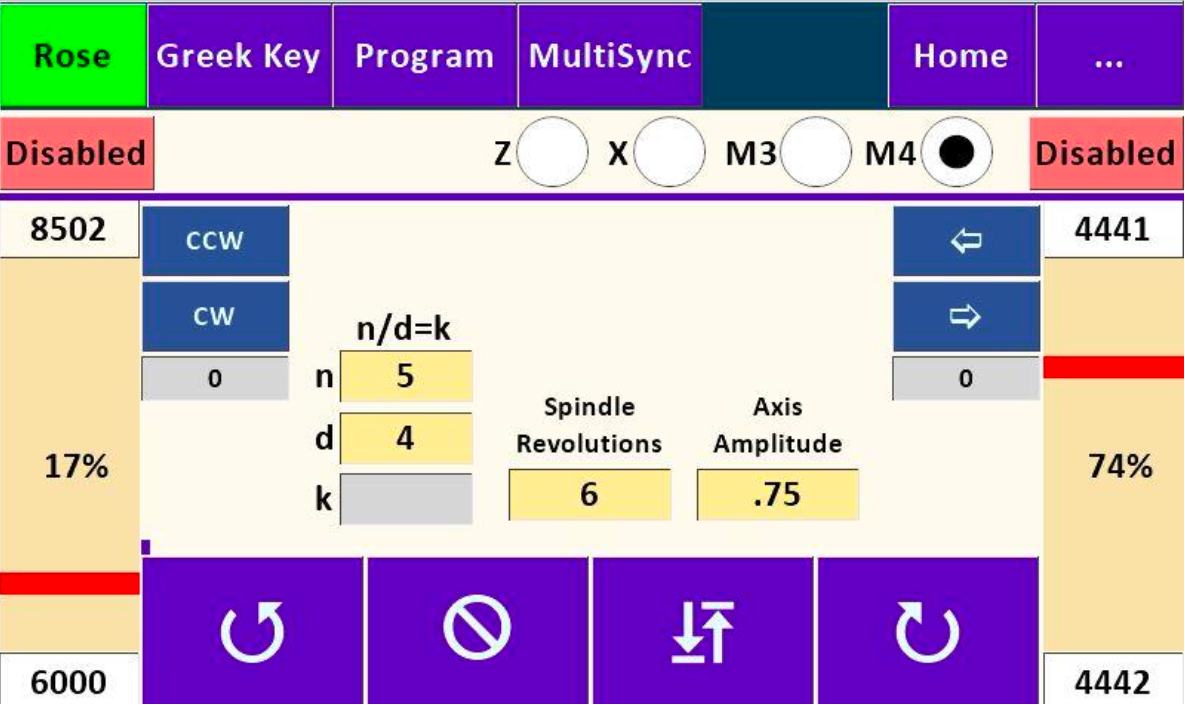 Rose Greek Key Program MultiSync Home ...
Disabled Z X M3 M4 Disabled
8502 CCW 4441
CW
n/d=k
0 n 5 0
Spindle Axis
d 4 Revolutions Amplitude
17% 74%
k 6 .75
6000 4442